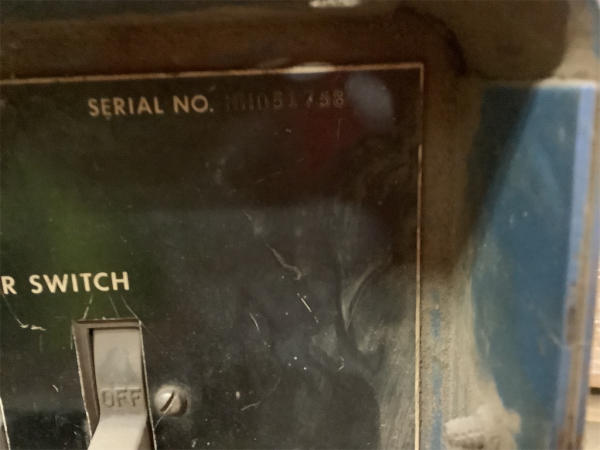 SERIAL NO.
R SWITCH
OFF